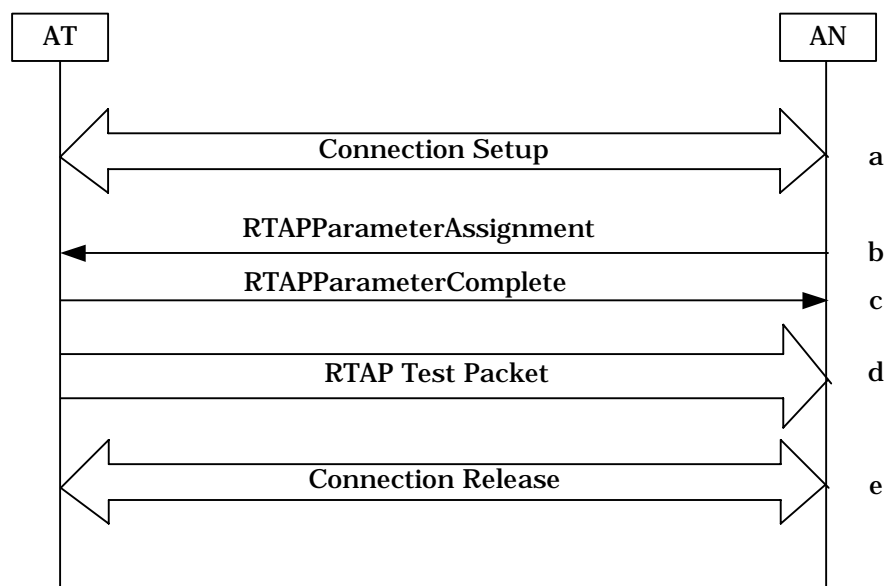 AT
AN
Connection Setup
a
RTAPParameterAssignment
b
RTAPParameterComplete
c
RTAP Test Packet
d
Connection Release
e